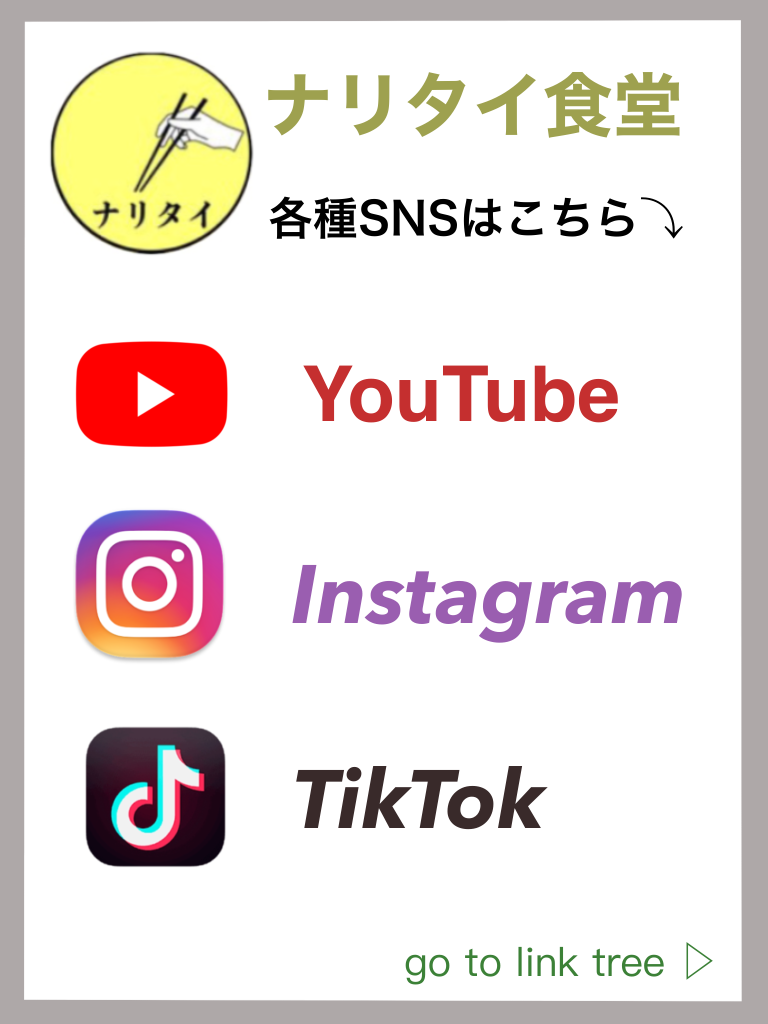 ナリタイ食堂
ナリタイ
各種SNSはこちら⤵
YouTube
Instagram
TikTok
go to link tree ▷